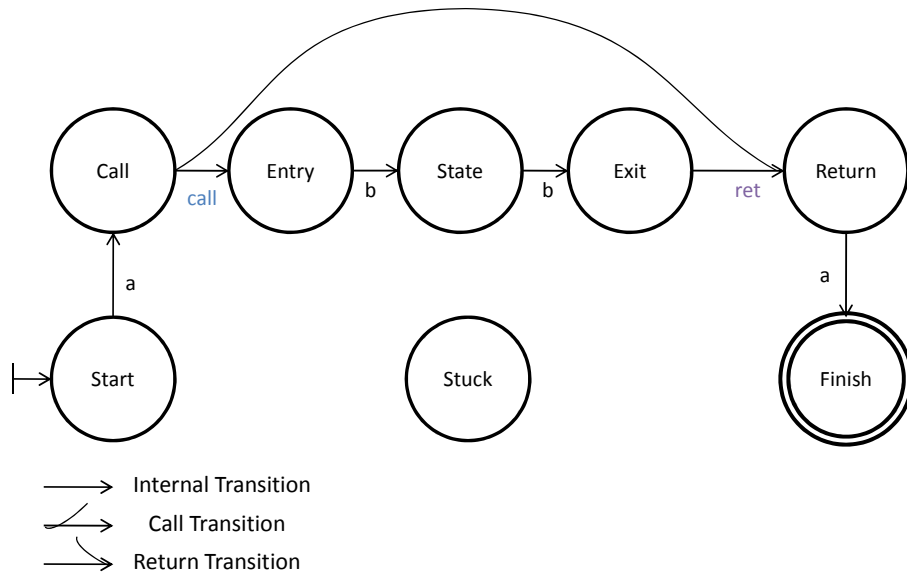 Call
Entry
State
Exit
Return
call
b
b
ret
a
a
Start
Stuck
Finish
Internal Transition
Call Transition
Return Transition